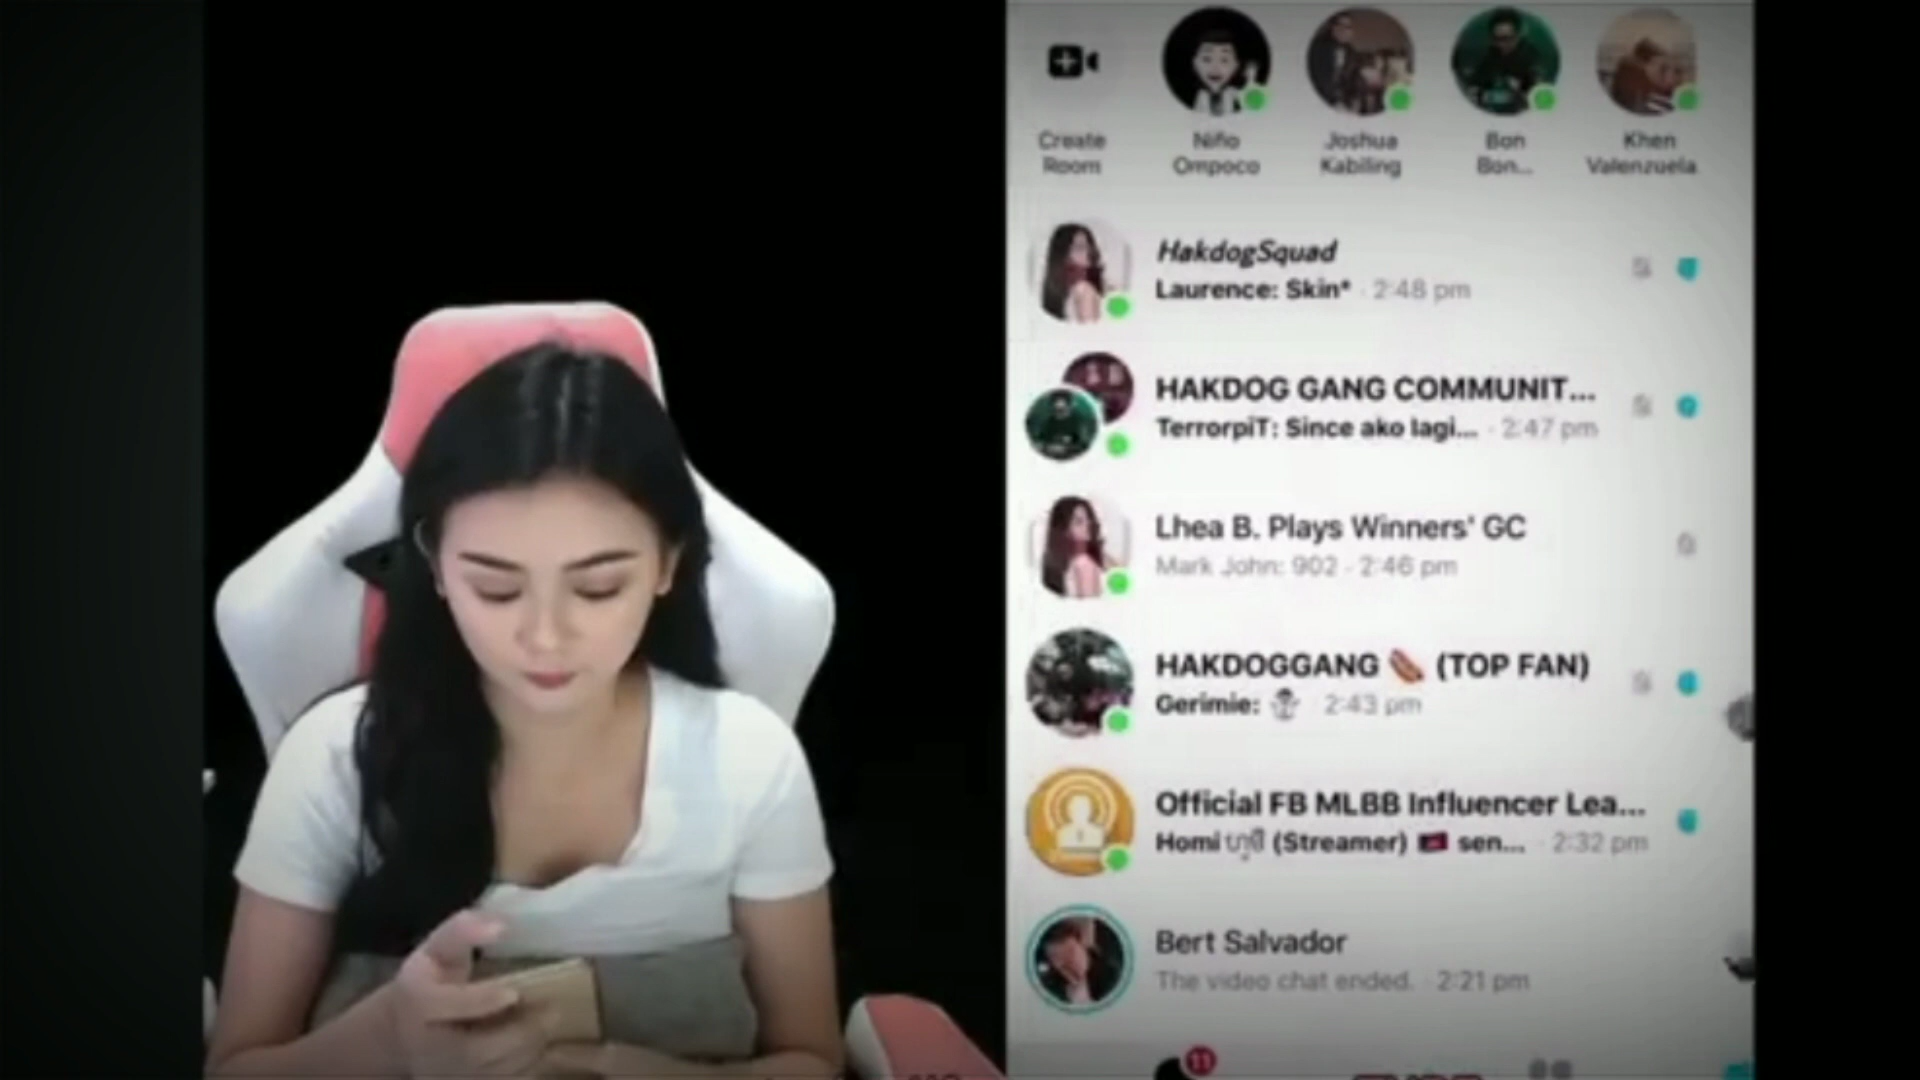 Create
Room
Niño
Ompoco
Joshua
Kabiling
Bon
Bon...
Khen
Valenzuela
HakdogSquad
Laurence: Skin* · 2:48 pm
HAKDOG GANG COMMUNIT...
TerrorpiT: Since ako lagi... · 2:47 pm
Lhea B. Plays Winners' GC
Mark John: 902 · 2:46 pm
HAKDOGGANG 🌭 (TOP FAN)
Gerimie: · 2:43 pm
Official FB MLBB Influencer Lea...
Homi (Streamer) 🇰🇭 sen... · 2:32 pm
Bert Salvador
The video chat ended. · 2:21 pm
11